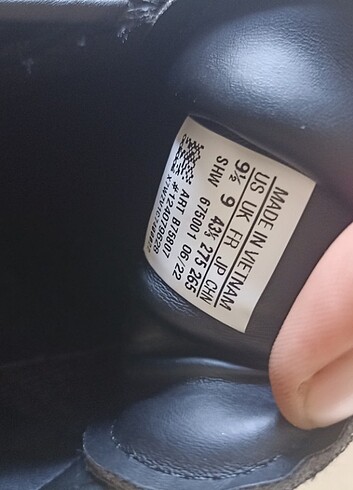 MADE IN VIETNAM
US UK FR JP CHN
9½ 9 43⅓ 275 265
SHW 675001 06/22
ART B75807
#124079628